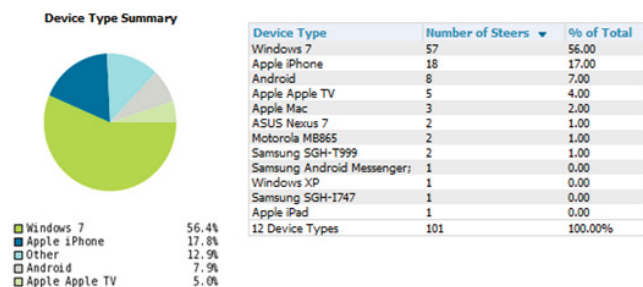 Device Type Summary
Windows 7 56.4%
Apple iPhone 17.8%
Other 12.9%
Android 7.9%
Apple Apple TV 5.0%
Device Type Number of Steers % of Total
Windows 7 57 56.00
Apple iPhone 18 17.00
Android 8 7.00
Apple Apple TV 5 4.00
Apple Mac 3 2.00
ASUS Nexus 7 2 1.00
Motorola MB865 2 1.00
Samsung SGH-T999 2 1.00
Samsung Android Messenger; 1 0.00
Windows XP 1 0.00
Samsung SGH-I747 1 0.00
Apple iPad 1 0.00
12 Device Types 101 100.00%